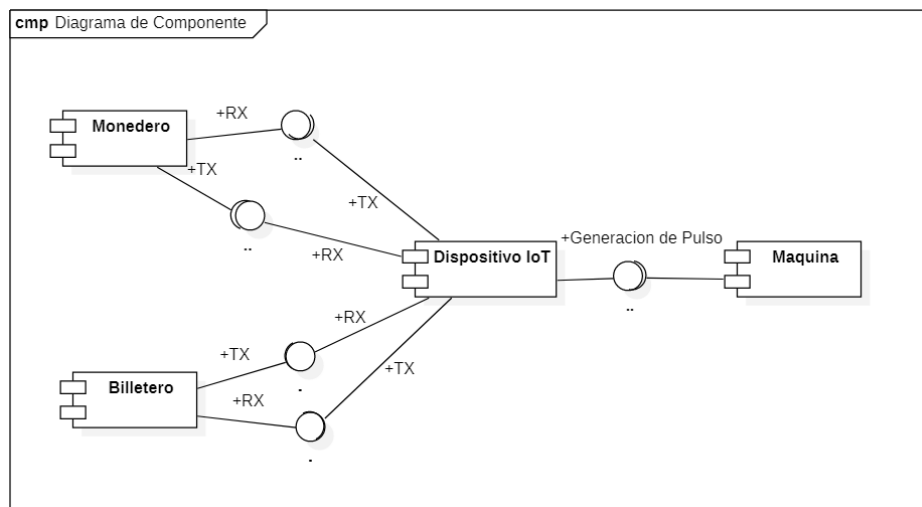 cmp Diagrama de Componente
+RX
Monedero
..
+TX
+TX
..
+RX
+Generacion de Pulso
Dispositivo IoT
Maquina
..
+RX
+TX
.
+TX
Billetero
+RX
.